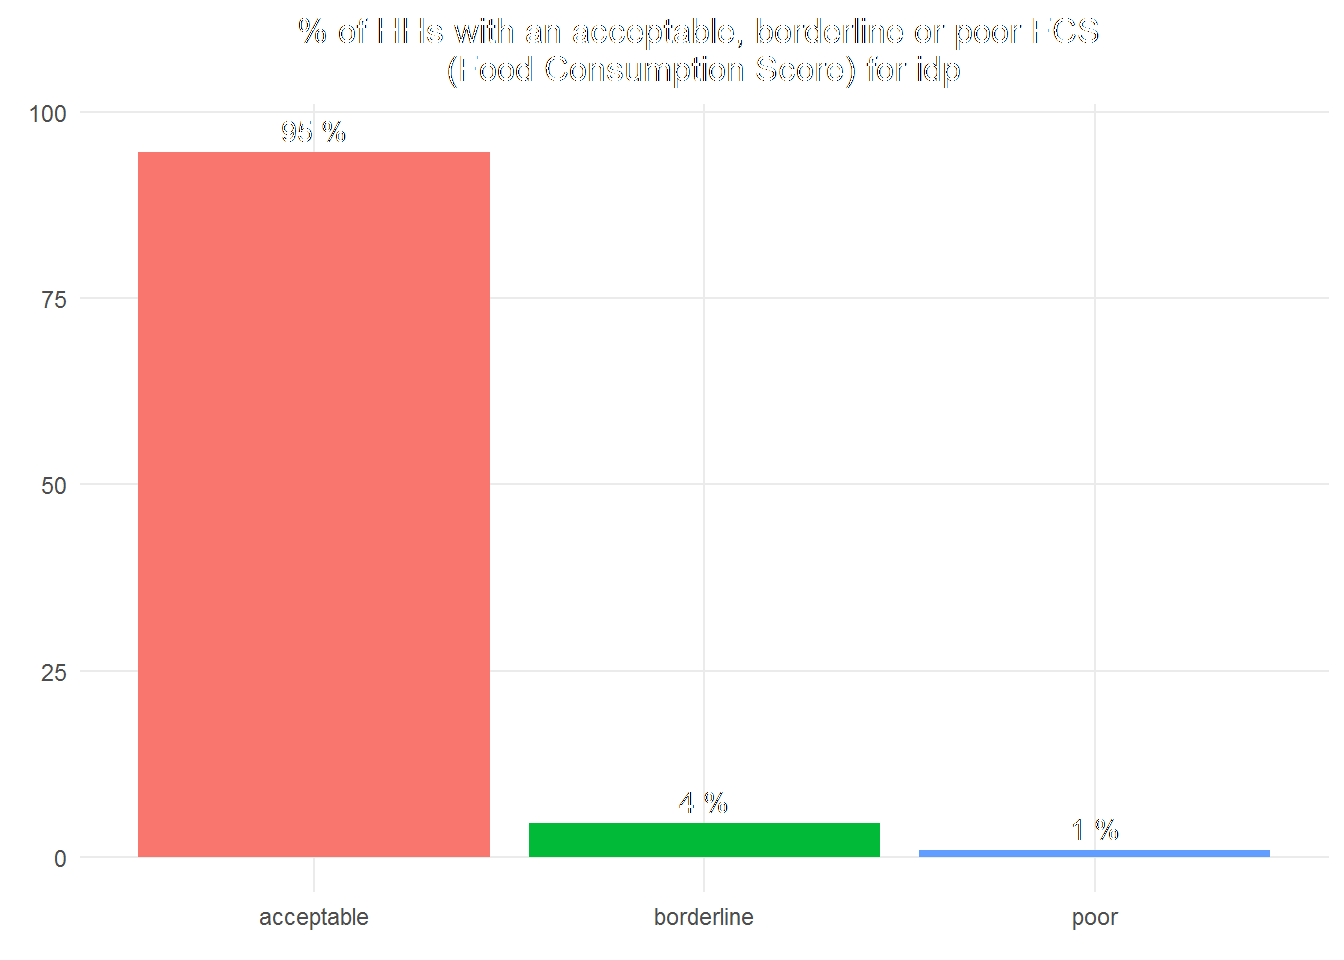 % of HHs with an acceptable, borderline or poor FCS
(Food Consumption Score) for idp
100
95 %
75
50
25
4 %
1 %
0
acceptable borderline poor